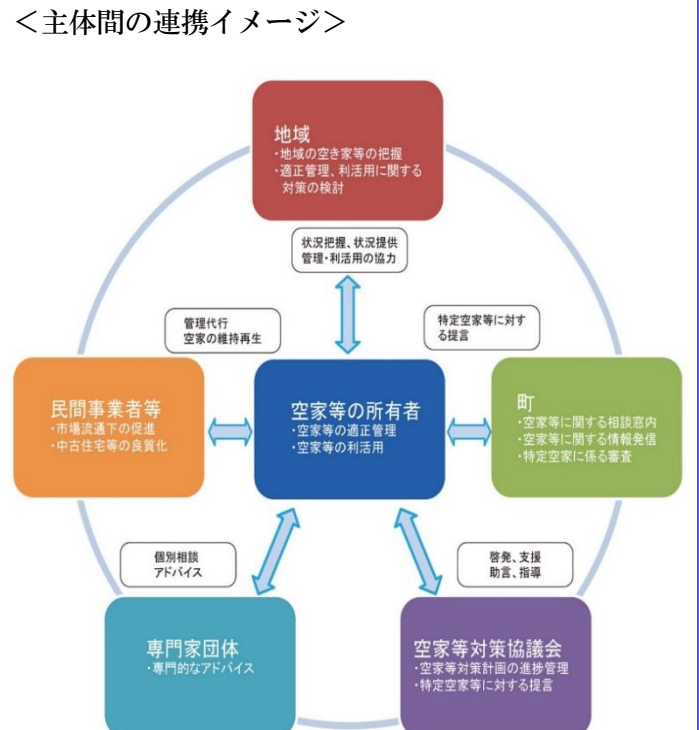 ＜主体間の連携イメージ＞
地域
・地域の空き家等の把握
・適正管理、利活用に関する
対策の検討
状況把握、状況提供
管理・利活用の協力
管理代行
空家の維持再生
特定空家等に対す
る提言
民間事業者等
・市場流通下の促進
・中古住宅等の良質化
空家等の所有者
・空家等の適正管理
・空家等の利活用
町
・空家等に関する相談窓内
・空家等に関する情報発信
・特定空家に係る審査
個別相談
アドバイス
啓発、支援
助言、指導
専門家団体
・専門的なアドバイス
空家等対策協議会
・空家等対策計画の進捗管理
・特定空家等に対する提言